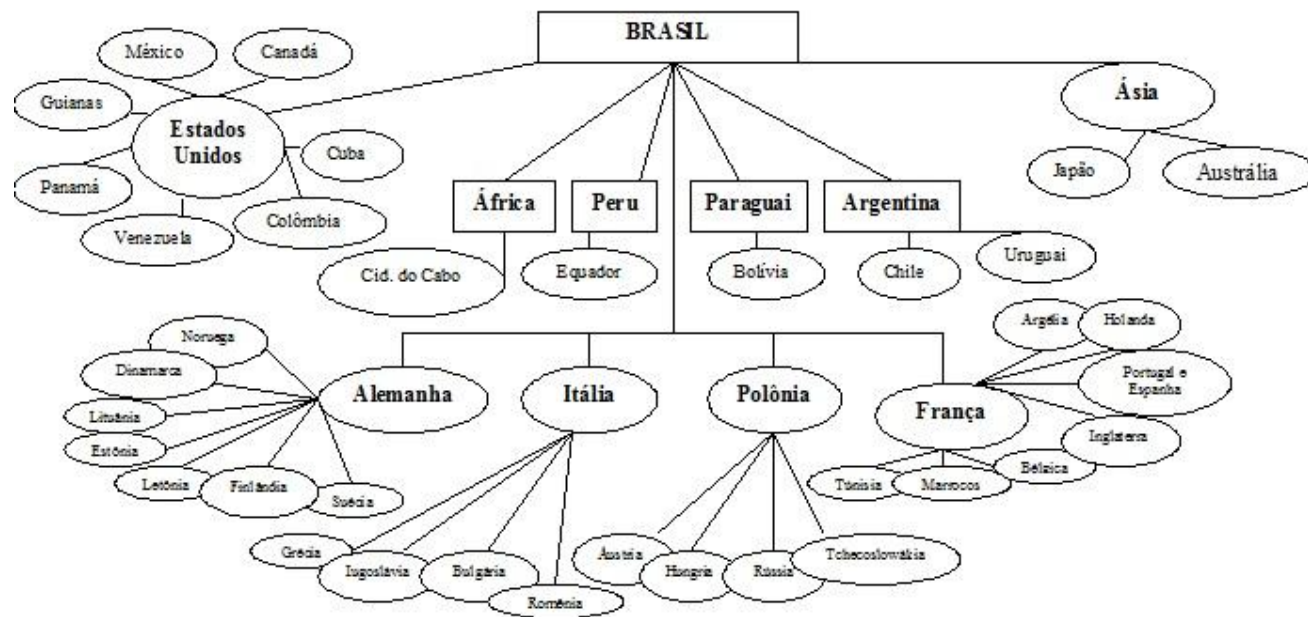 BRASIL
México
Canadá
Guianas
Estados
Unidos
Cuba
Panamá
Colômbia
Venezuela
Ásia
Japão
Austrália
África
Peru
Paraguai
Argentina
Cid. do Cabo
Equador
Bolívia
Chile
Uruguai
Noruega
Dinamarca
Lituânia
Estônia
Letônia
Finlândia
Suécia
Alemanha
Itália
Polônia
França
Argélia
Holanda
Portugal e
Espanha
Inglaterra
Bélgica
Marrocos
Tunísia
Grécia
Iugoslávia
Bulgária
Romênia
Áustria
Hungria
Rússia
Tchecoslovákia